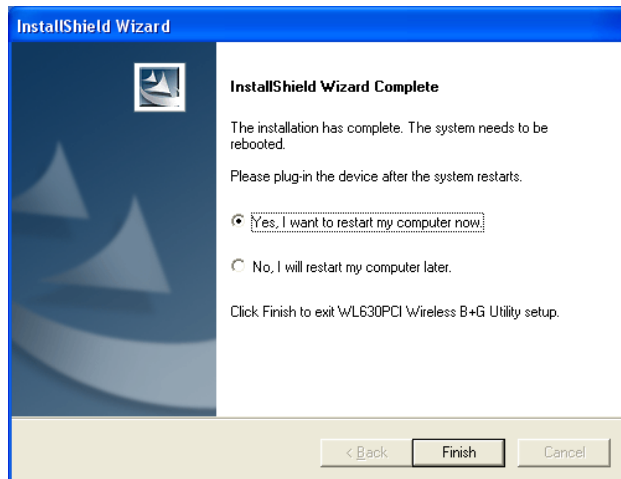 InstallShield Wizard
InstallShield Wizard Complete
The installation has complete. The system needs to be
rebooted.
Please plug-in the device after the system restarts.
Yes, I want to restart my computer now.
No, I will restart my computer later.
Click Finish to exit WL630PCI Wireless B+G Utility setup.
< Back Finish Cancel